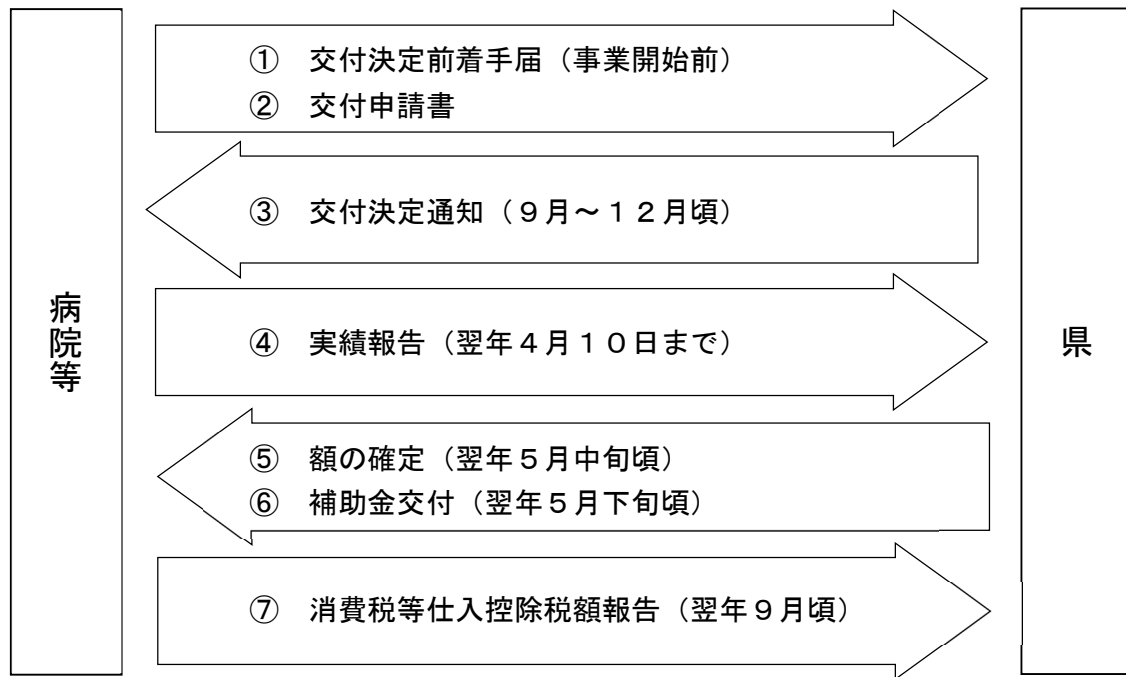 病院等
① 交付決定前着手届（事業開始前）
② 交付申請書
③ 交付決定通知（９月～１２月頃）
④ 実績報告（翌年４月１０日まで）
⑤ 額の確定（翌年５月中旬頃）
⑥ 補助金交付（翌年５月下旬頃）
⑦ 消費税等仕入控除税額報告（翌年９月頃）
県